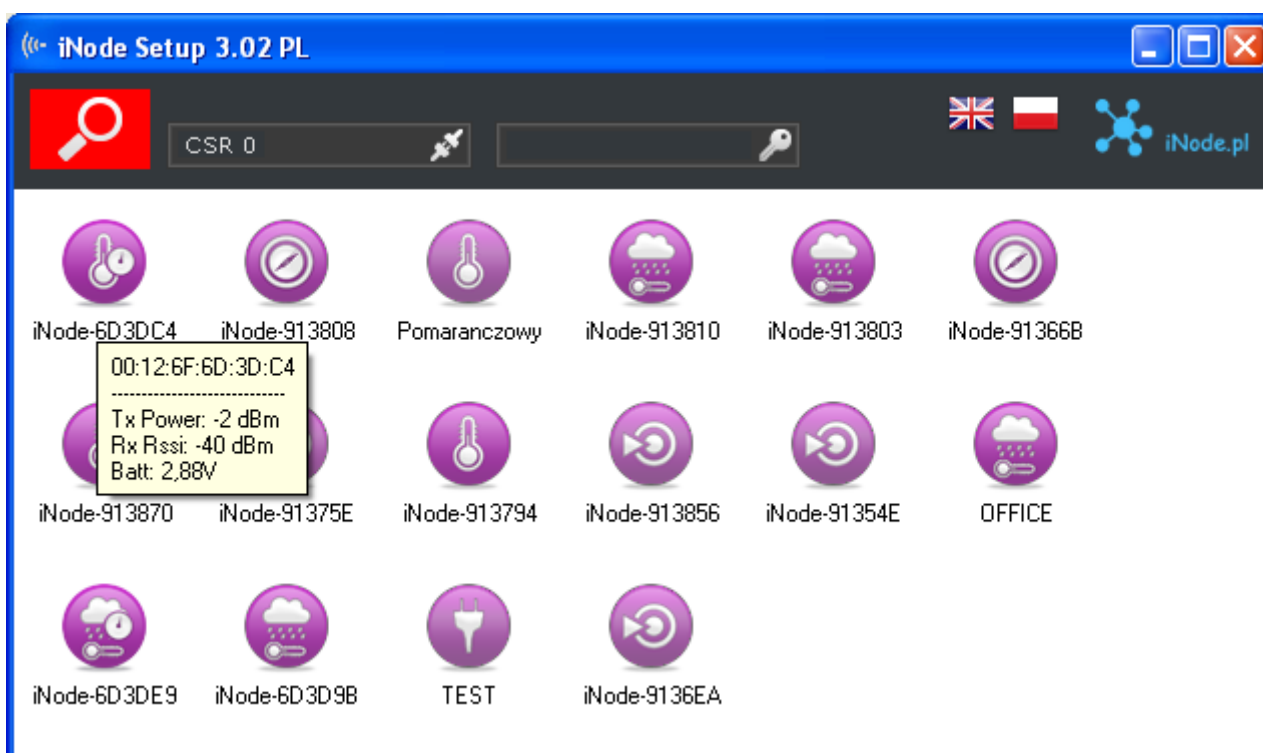 iNode Setup 3.02 PL
CSR 0
iNode.pl
iNode-6D3DC4 iNode-913808 Pomaranczowy iNode-913810 iNode-913803 iNode-91366B
00:12:6F:6D:3D:C4
----------------------------
Tx Power: -2 dBm
Rx Rssi: -40 dBm
Batt: 2,88V
iNode-913870 iNode-91375E iNode-913794 iNode-913856 iNode-91354E OFFICE
iNode-6D3DE9 iNode-6D3D9B TEST iNode-9136EA